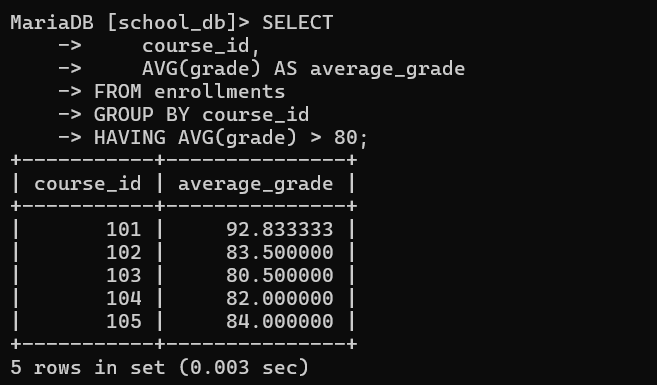 MariaDB [school_db]> SELECT
    ->     course_id,
    ->     AVG(grade) AS average_grade
    -> FROM enrollments
    -> GROUP BY course_id
    -> HAVING AVG(grade) > 80;
+-----------+---------------+
| course_id | average_grade |
+-----------+---------------+
|       101 |     92.833333 |
|       102 |     83.500000 |
|       103 |     80.500000 |
|       104 |     82.000000 |
|       105 |     84.000000 |
+-----------+---------------+
5 rows in set (0.003 sec)